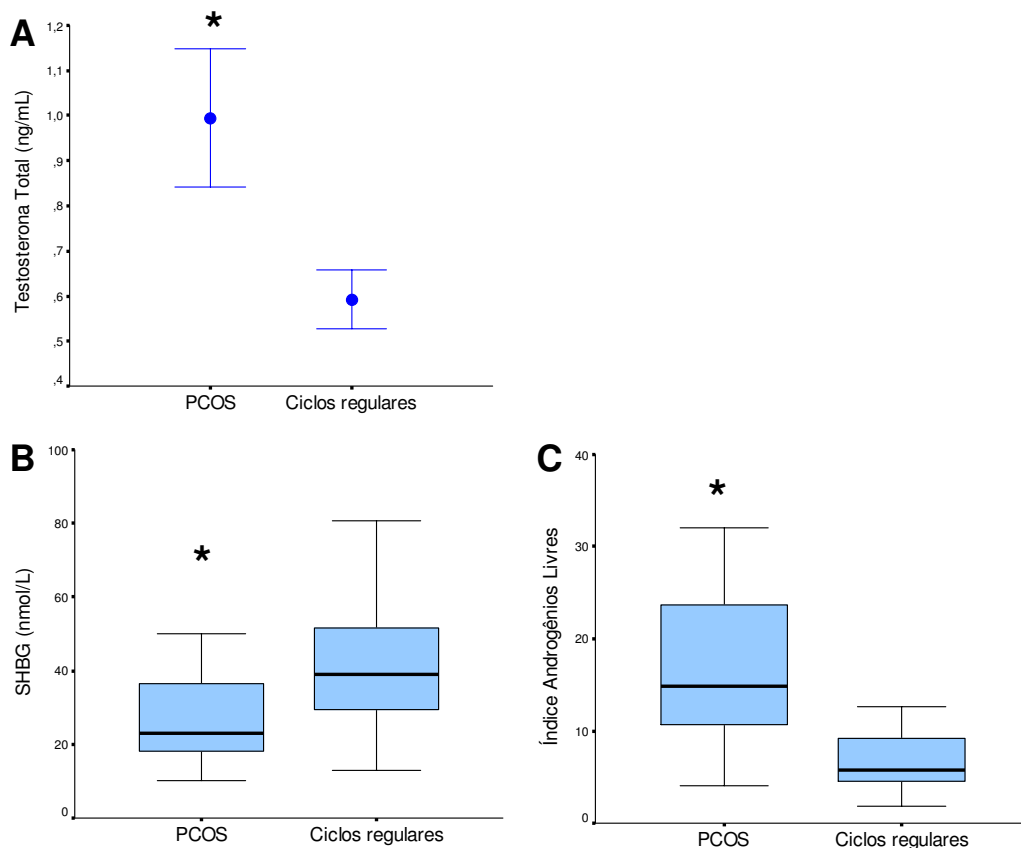 A
Testosterona Total (ng/mL)
1,2
1,1
1,0
,9
,8
,7
,6
,5
,4
*
PCOS
Ciclos regulares
B
SHBG (nmol/L)
100
80
60
40
20
0
*
PCOS
Ciclos regulares
C
Índice Androgênios Livres
40
30
20
10
0
*
PCOS
Ciclos regulares